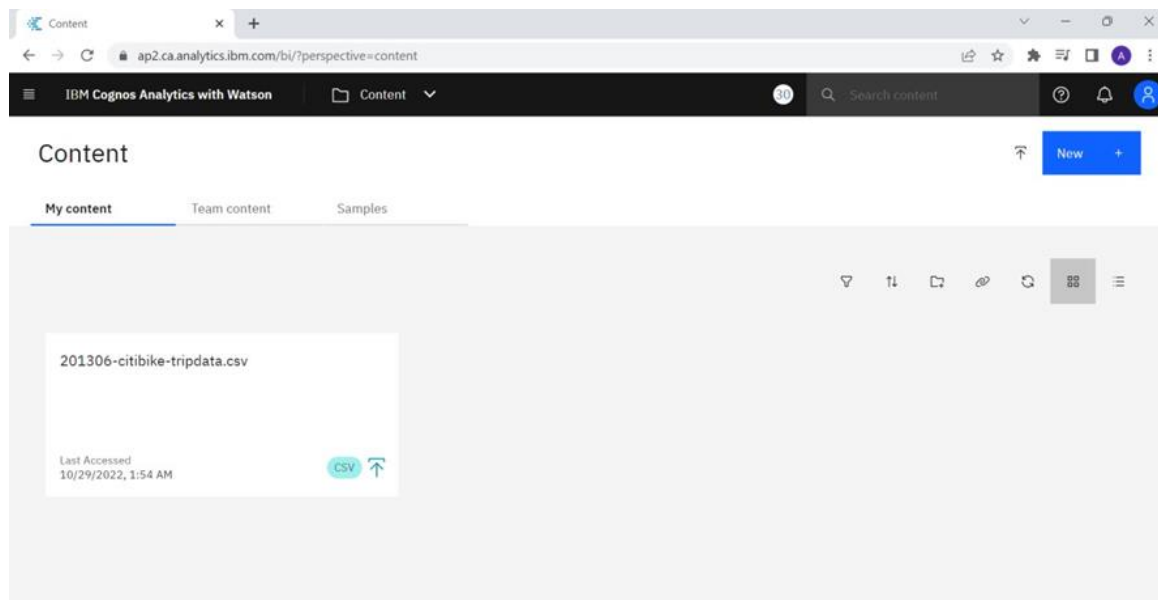 Content
ap2.ca.analytics.ibm.com/bi/?perspective=content
A
IBM Cognos Analytics with Watson Content 30 Search content
Content
New +
My content Team content Samples
201306-citibike-tripdata.csv
Last Accessed
10/29/2022, 1:54 AM
CSV